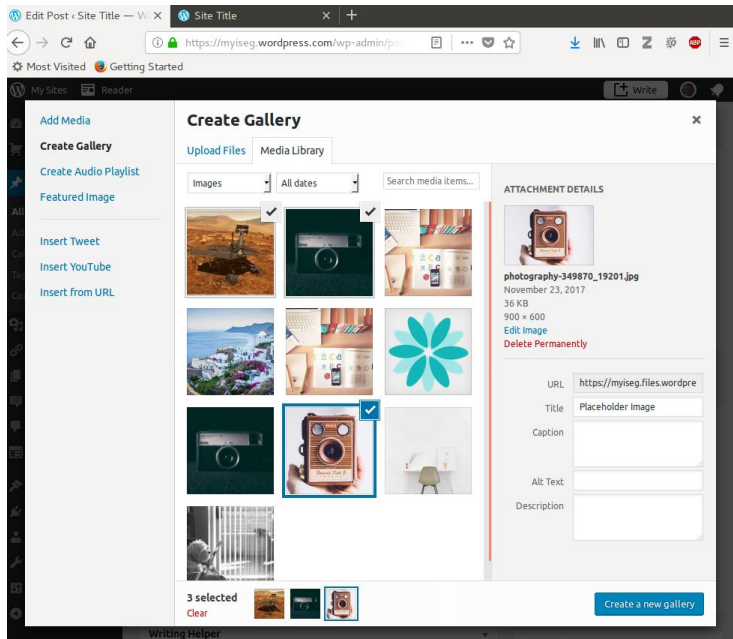 Edit Post ‹ Site Title — W
Site Title
https://myiseg.wordpress.com/wp-admin/po
Most Visited
Getting Started
My Sites
Reader
Write
Add Media
Create Gallery
Create Audio Playlist
Featured Image
Insert Tweet
Insert YouTube
Insert from URL
Create Gallery
Upload Files
Media Library
Images
All dates
Search media items...
ATTACHMENT DETAILS
photography-349870_19201.jpg
November 23, 2017
36 KB
900 × 600
Edit Image
Delete Permanently
URL
https://myiseg.files.wordpre
Title
Placeholder Image
Caption
Alt Text
Description
3 selected
Clear
Create a new gallery
Writing Helper
All
ABP